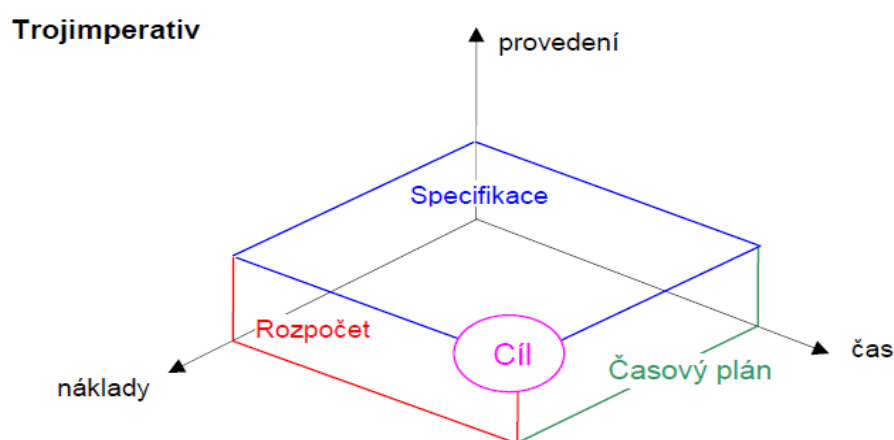 Trojimperativ
provedení
Specifikace
Rozpočet
Cíl
Časový plán
čas
náklady